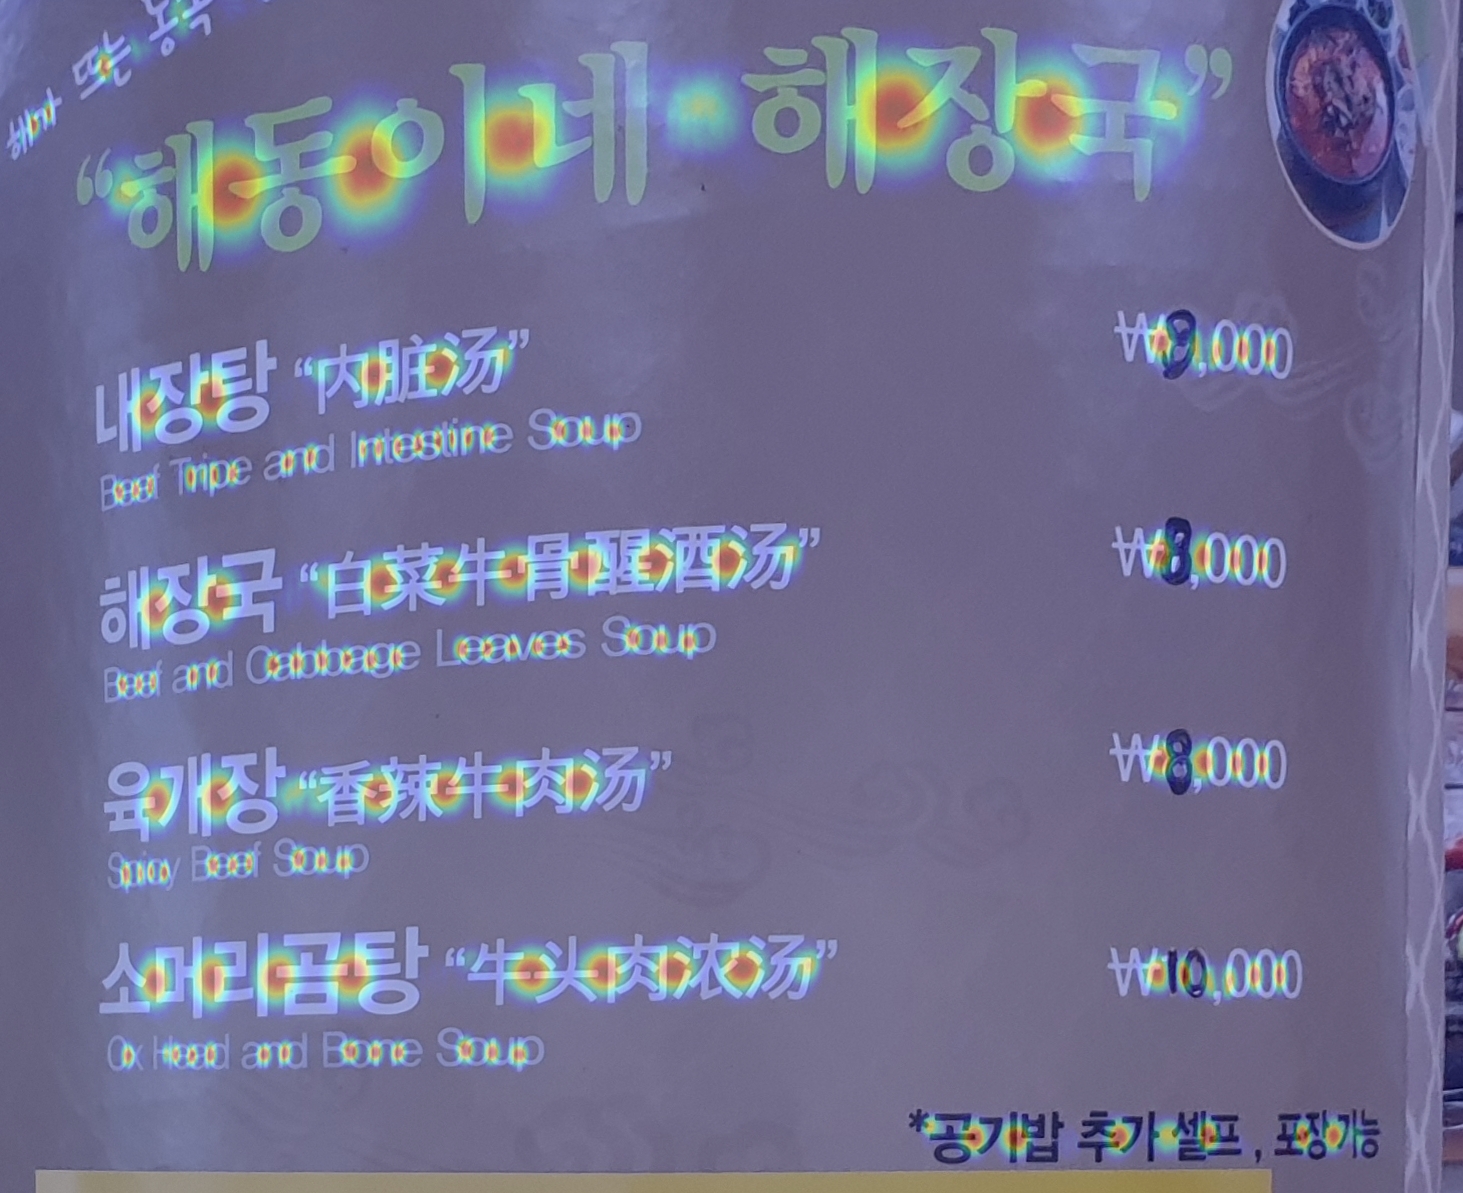 해가 또는
“해동이네 해장국”
내장탕 “内脏汤” ₩9,000
Beef Tripe and Intestine Soup
해장국 “白菜牛骨醒酒汤” ₩8,000
Beef and Cabbage Leaves Soup
육개장 “香辣牛肉汤” ₩8,000
Spicy Beef Soup
소머리곰탕 “牛头肉浓汤” ₩10,000
Ox Head and Bone Soup
*공기밥 추가 셀프, 포장가능